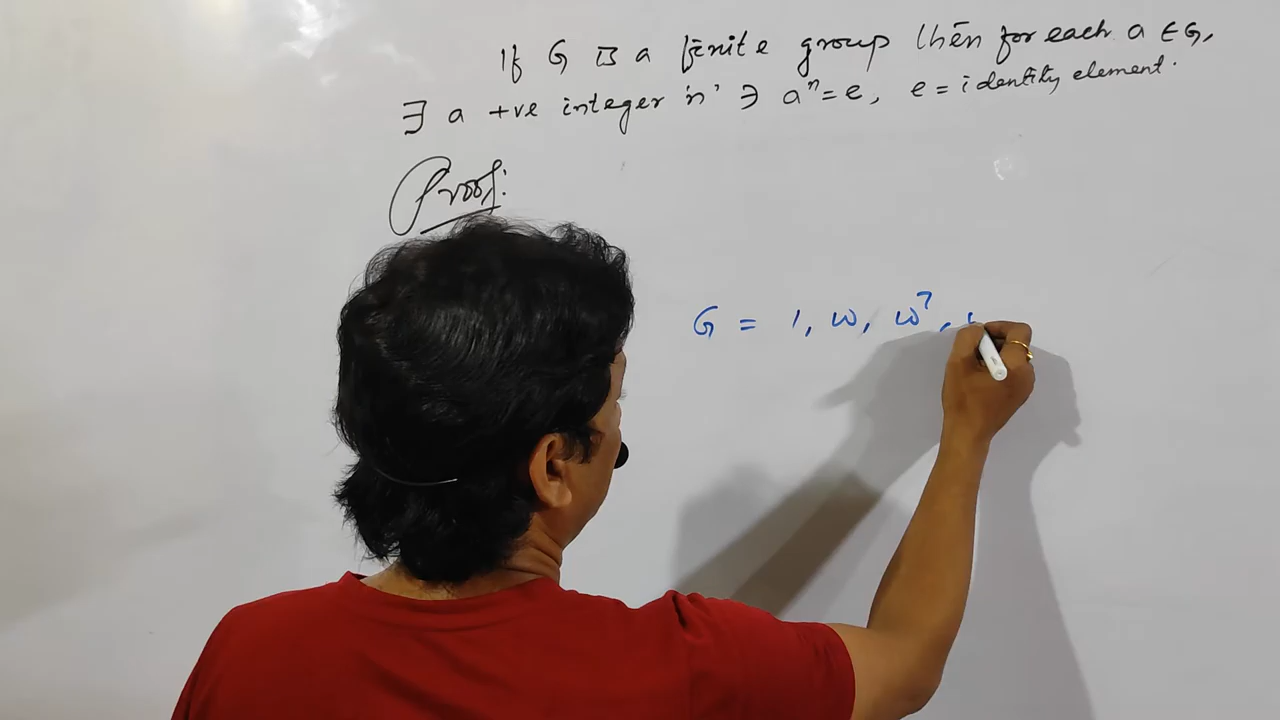 If G is a finite group then for each a ∈ G,
∃ a +ve integer 'n' ∋ aⁿ = e, e = identity element.
Proof:
G = 1, ω, ω²,